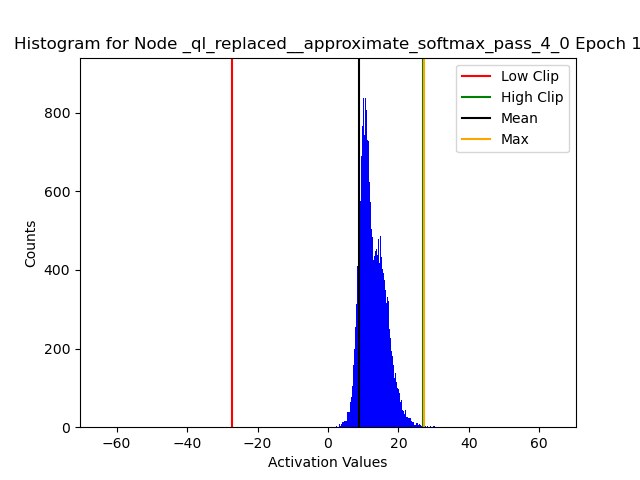 Histogram for Node _ql_replaced__approximate_softmax_pass_4_0 Epoch 1
Low Clip
High Clip
Mean
Max
Counts
800
600
400
200
0
−60
−40
−20
0
20
40
60
Activation Values